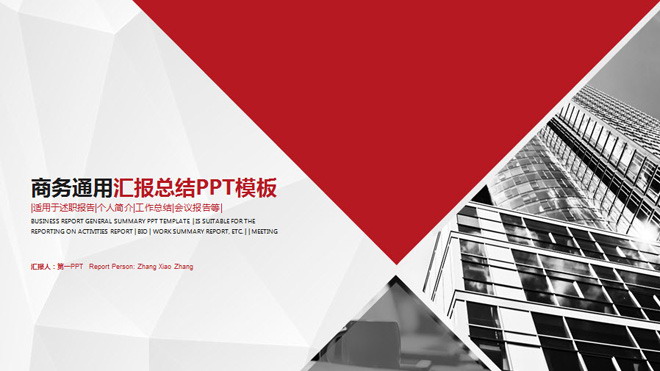 商务通用汇报总结PPT模板
|适用于述职报告|个人简介|工作总结|会议报告等|
BUSINESS REPORT GENERAL SUMMARY PPT TEMPLATE | IS SUITABLE FOR THE
REPORTING ON ACTIVITIES REPORT | BIO | WORK SUMMARY REPORT, ETC. | | MEETING
汇报人：第一PPT Report Person: Zhang Xiao Zhang